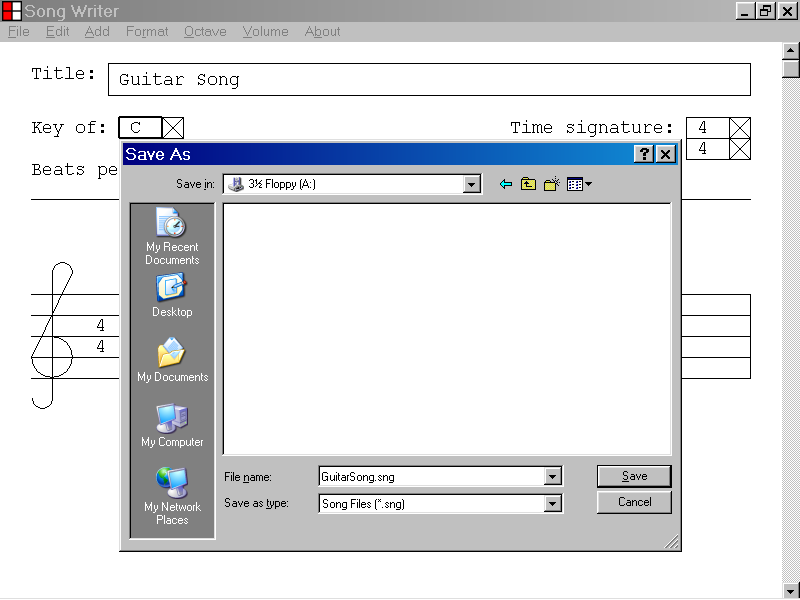 Song Writer
File Edit Add Format Octave Volume About
Title: Guitar Song
Key of: C Time signature: 4
4
Beats pe
4
4
Save As
Save in: 3½ Floppy (A:)
My Recent
Documents
Desktop
My Documents
My Computer
My Network
Places
File name: GuitarSong.sng Save
Save as type: Song Files (*.sng) Cancel